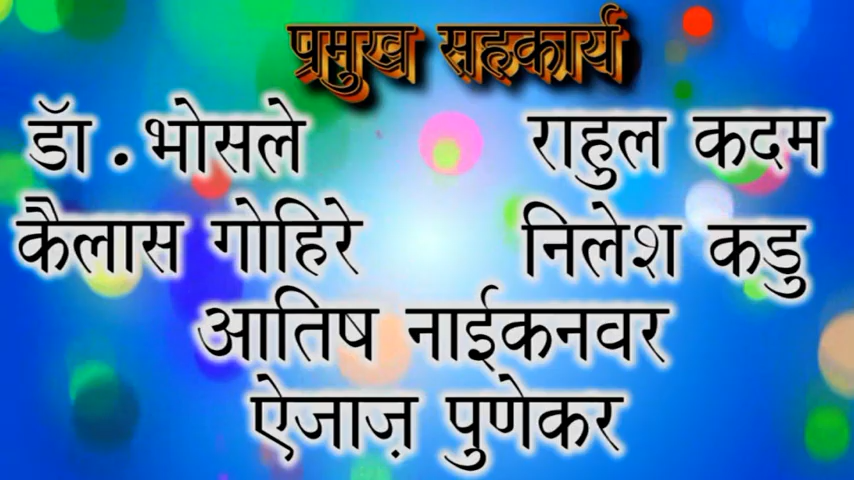 प्रमुख सहकार्य
डॉ . भोसले राहुल कदम
कैलास गोहिरे निलेश कडु
आतिष नाईकनवर
ऐजाज़ पुणेकर